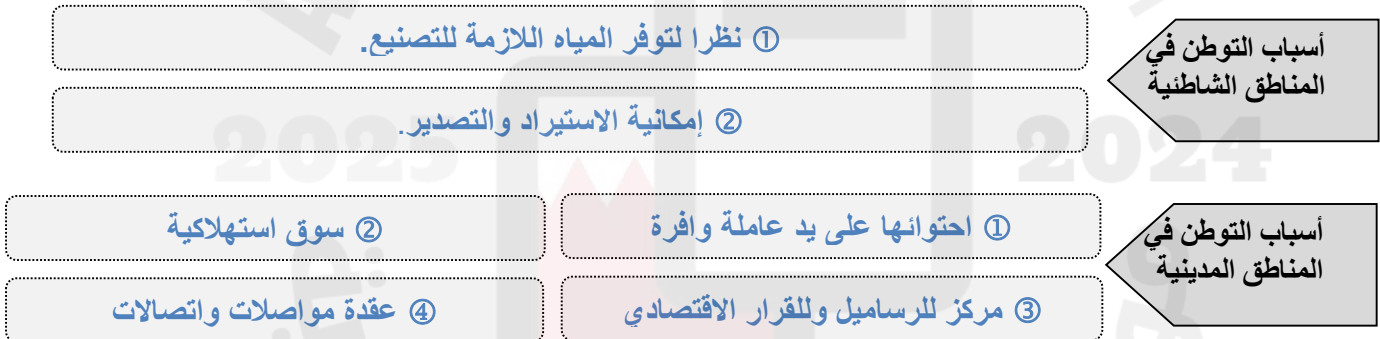 أسباب التوطن في
المناطق الشاطئية
① نظرا لتوفر المياه اللازمة للتصنيع.
② إمكانية الاستيراد والتصدير.
2024
2025
أسباب التوطن في
المناطق المدينية
① احتوائها على يد عاملة وافرة
② سوق استهلاكية
③ مركز للرساميل وللقرار الاقتصادي
④ عقدة مواصلات واتصالات